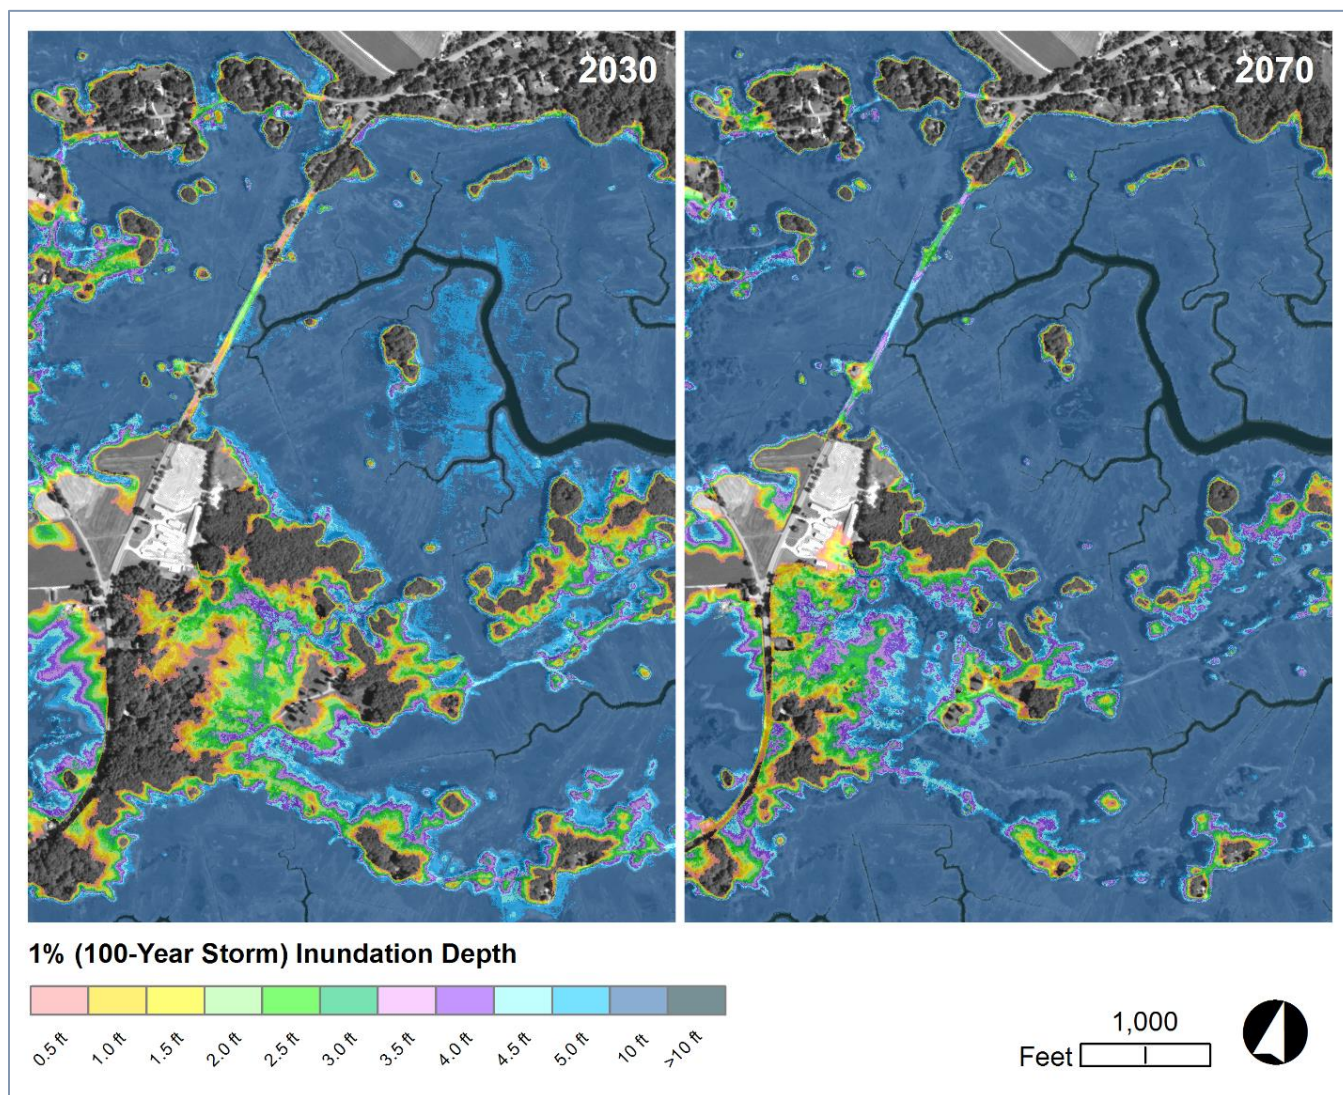 2030
2070
1% (100-Year Storm) Inundation Depth
0.5 ft
1.0 ft
1.5 ft
2.0 ft
2.5 ft
3.0 ft
3.5 ft
4.0 ft
4.5 ft
5.0 ft
10 ft
>10 ft
1,000
Feet